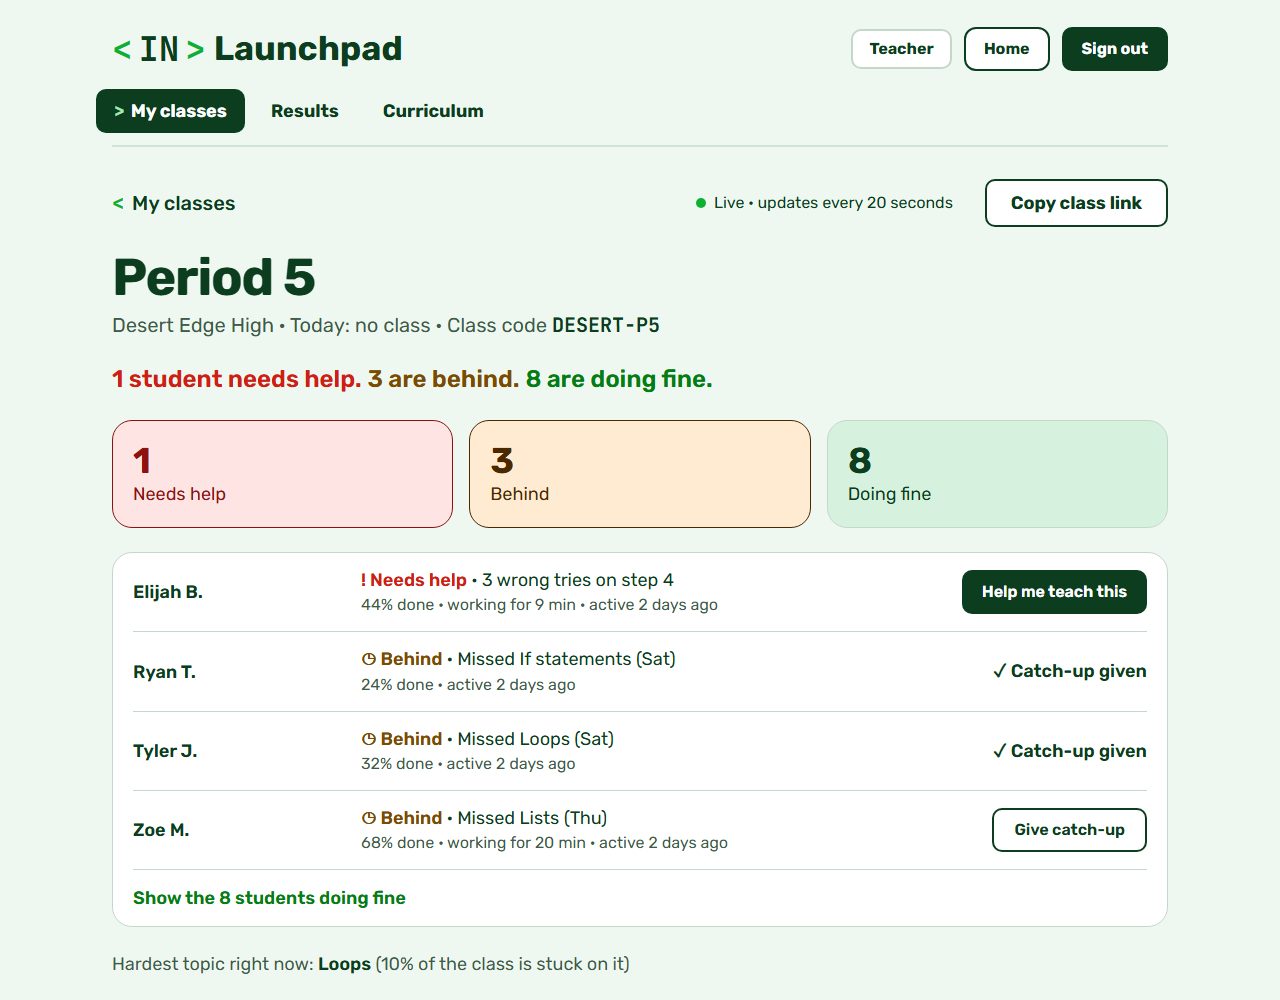 < IN > Launchpad
Teacher
Home
Sign out
> My classes
Results
Curriculum
< My classes
Live • updates every 20 seconds
Copy class link
Period 5
Desert Edge High • Today: no class • Class code DESERT-P5
1 student needs help. 3 are behind. 8 are doing fine.
1
Needs help
3
Behind
8
Doing fine
Elijah B.
! Needs help • 3 wrong tries on step 4
44% done • working for 9 min • active 2 days ago
Help me teach this
Ryan T.
◷ Behind • Missed If statements (Sat)
24% done • active 2 days ago
✓ Catch-up given
Tyler J.
◷ Behind • Missed Loops (Sat)
32% done • active 2 days ago
✓ Catch-up given
Zoe M.
◷ Behind • Missed Lists (Thu)
68% done • working for 20 min • active 2 days ago
Give catch-up
Show the 8 students doing fine
Hardest topic right now: Loops (10% of the class is stuck on it)